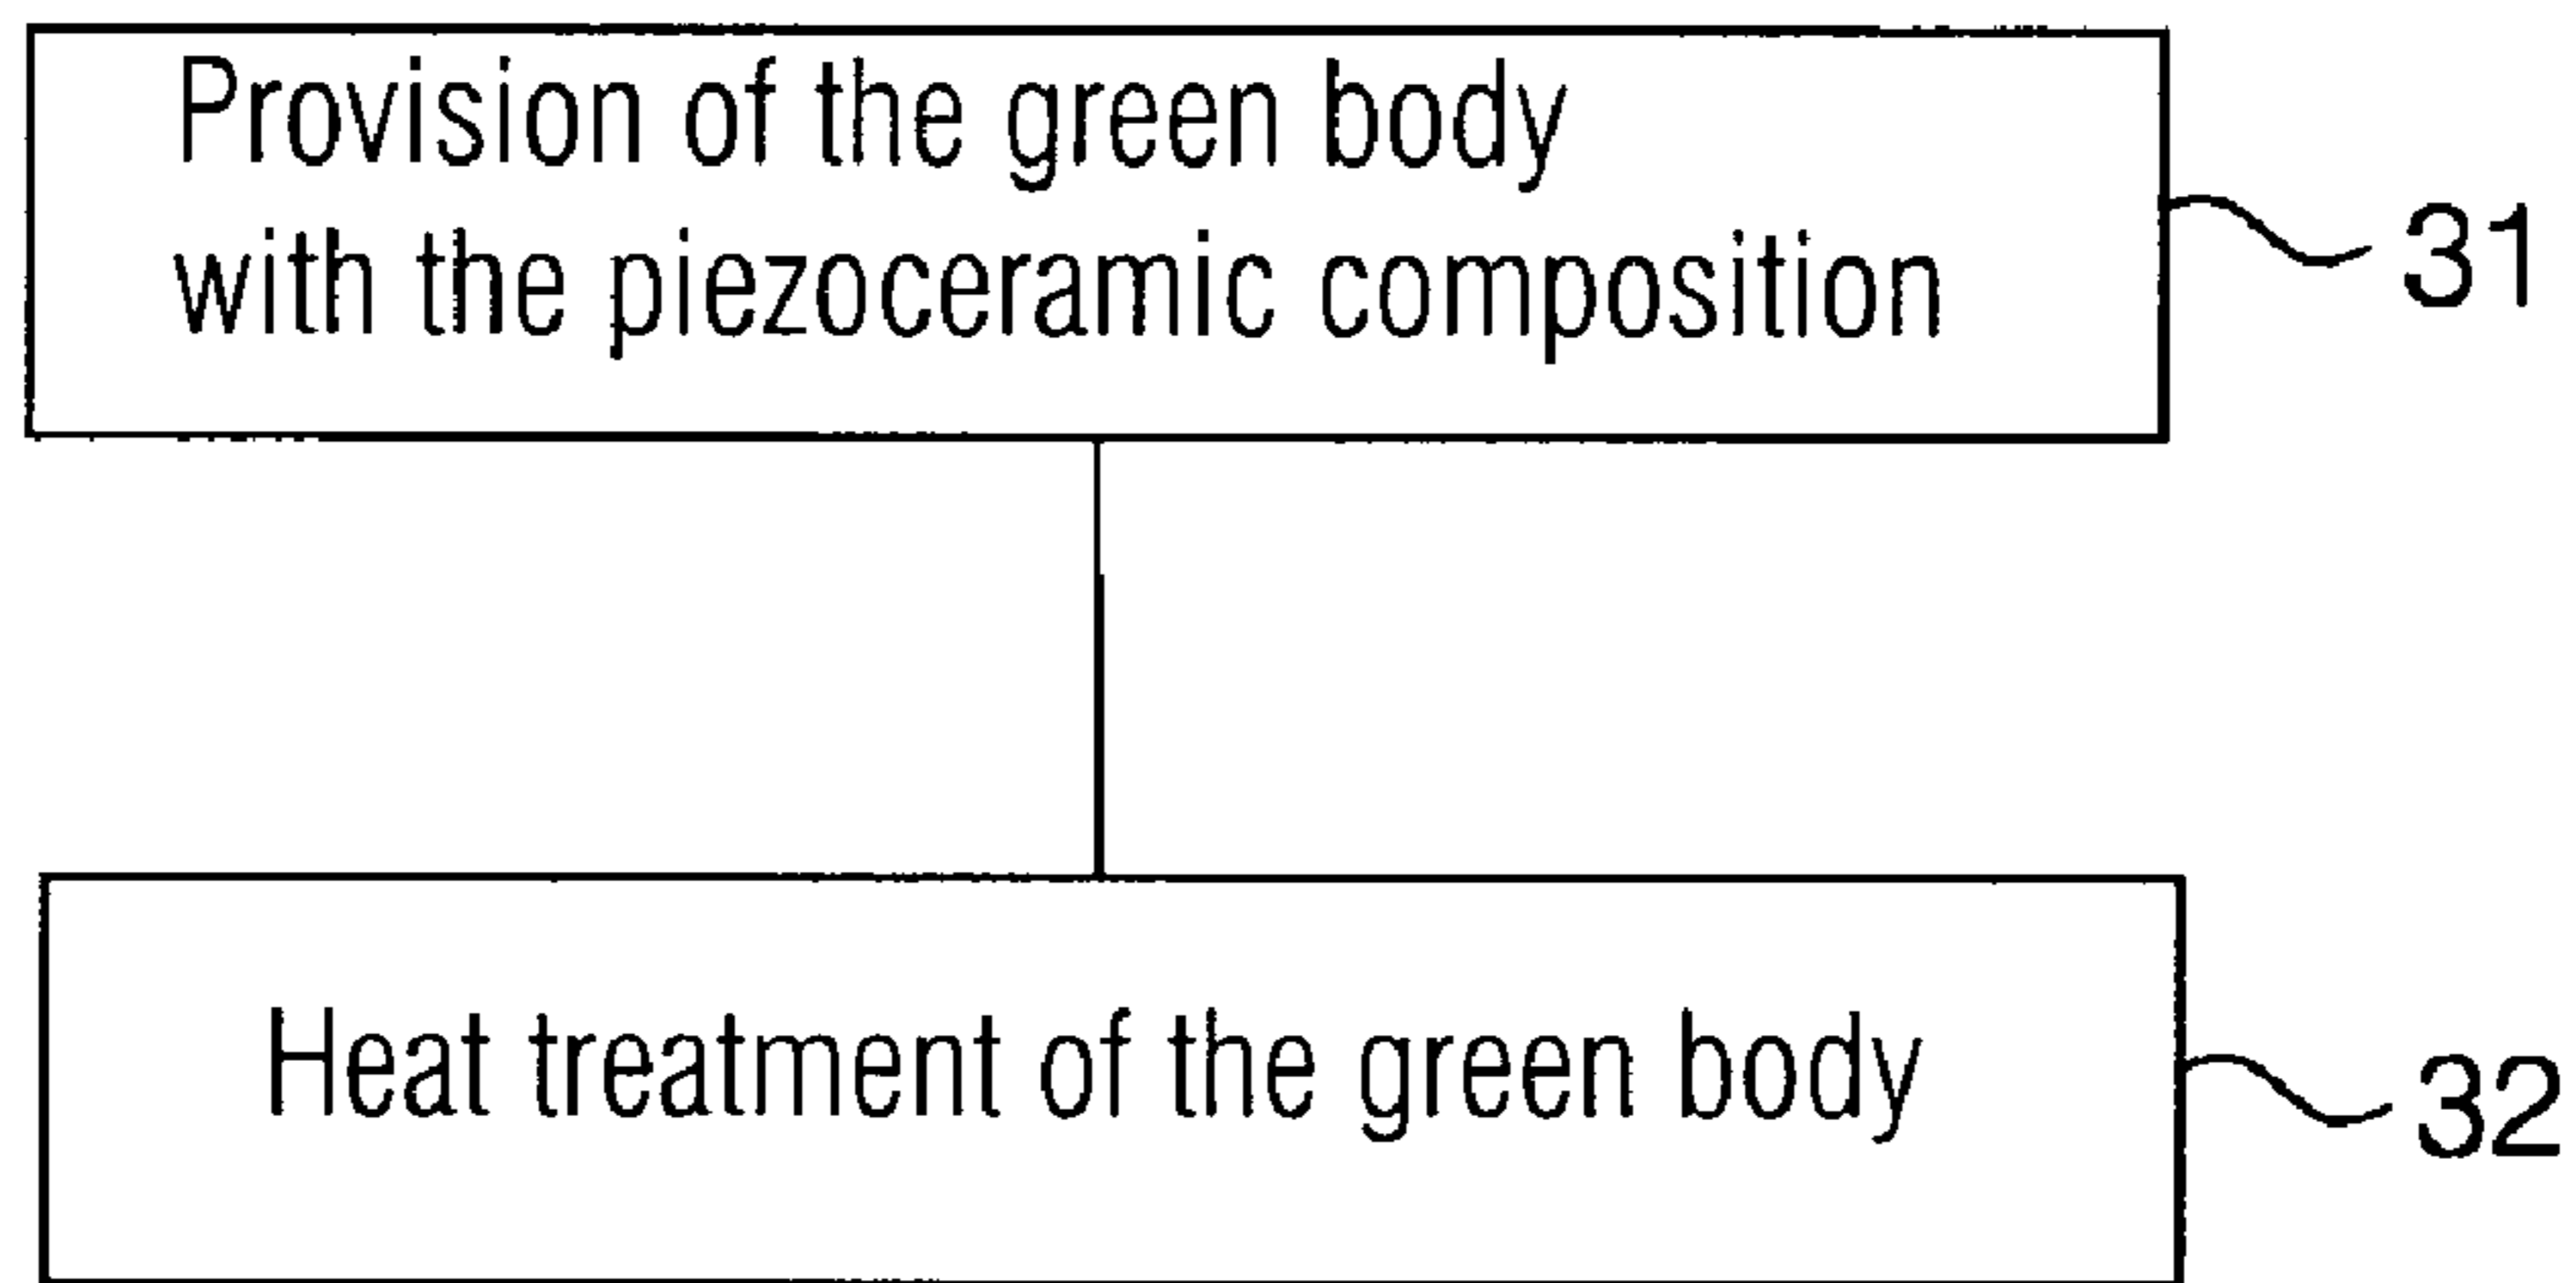 Provision of the green body
with the piezoceramic composition
31
Heat treatment of the green body
32